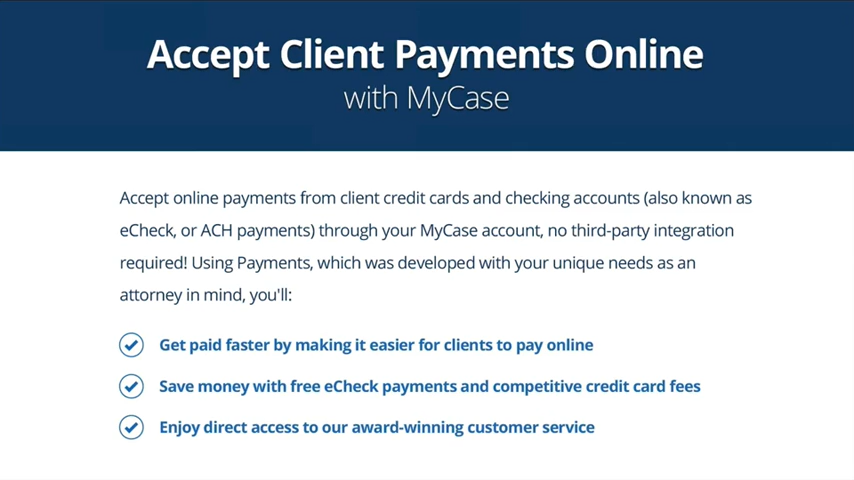 Accept Client Payments Online
with MyCase
Accept online payments from client credit cards and checking accounts (also known as
eCheck, or ACH payments) through your MyCase account, no third-party integration
required! Using Payments, which was developed with your unique needs as an
attorney in mind, you'll:
Get paid faster by making it easier for clients to pay online
Save money with free eCheck payments and competitive credit card fees
Enjoy direct access to our award-winning customer service